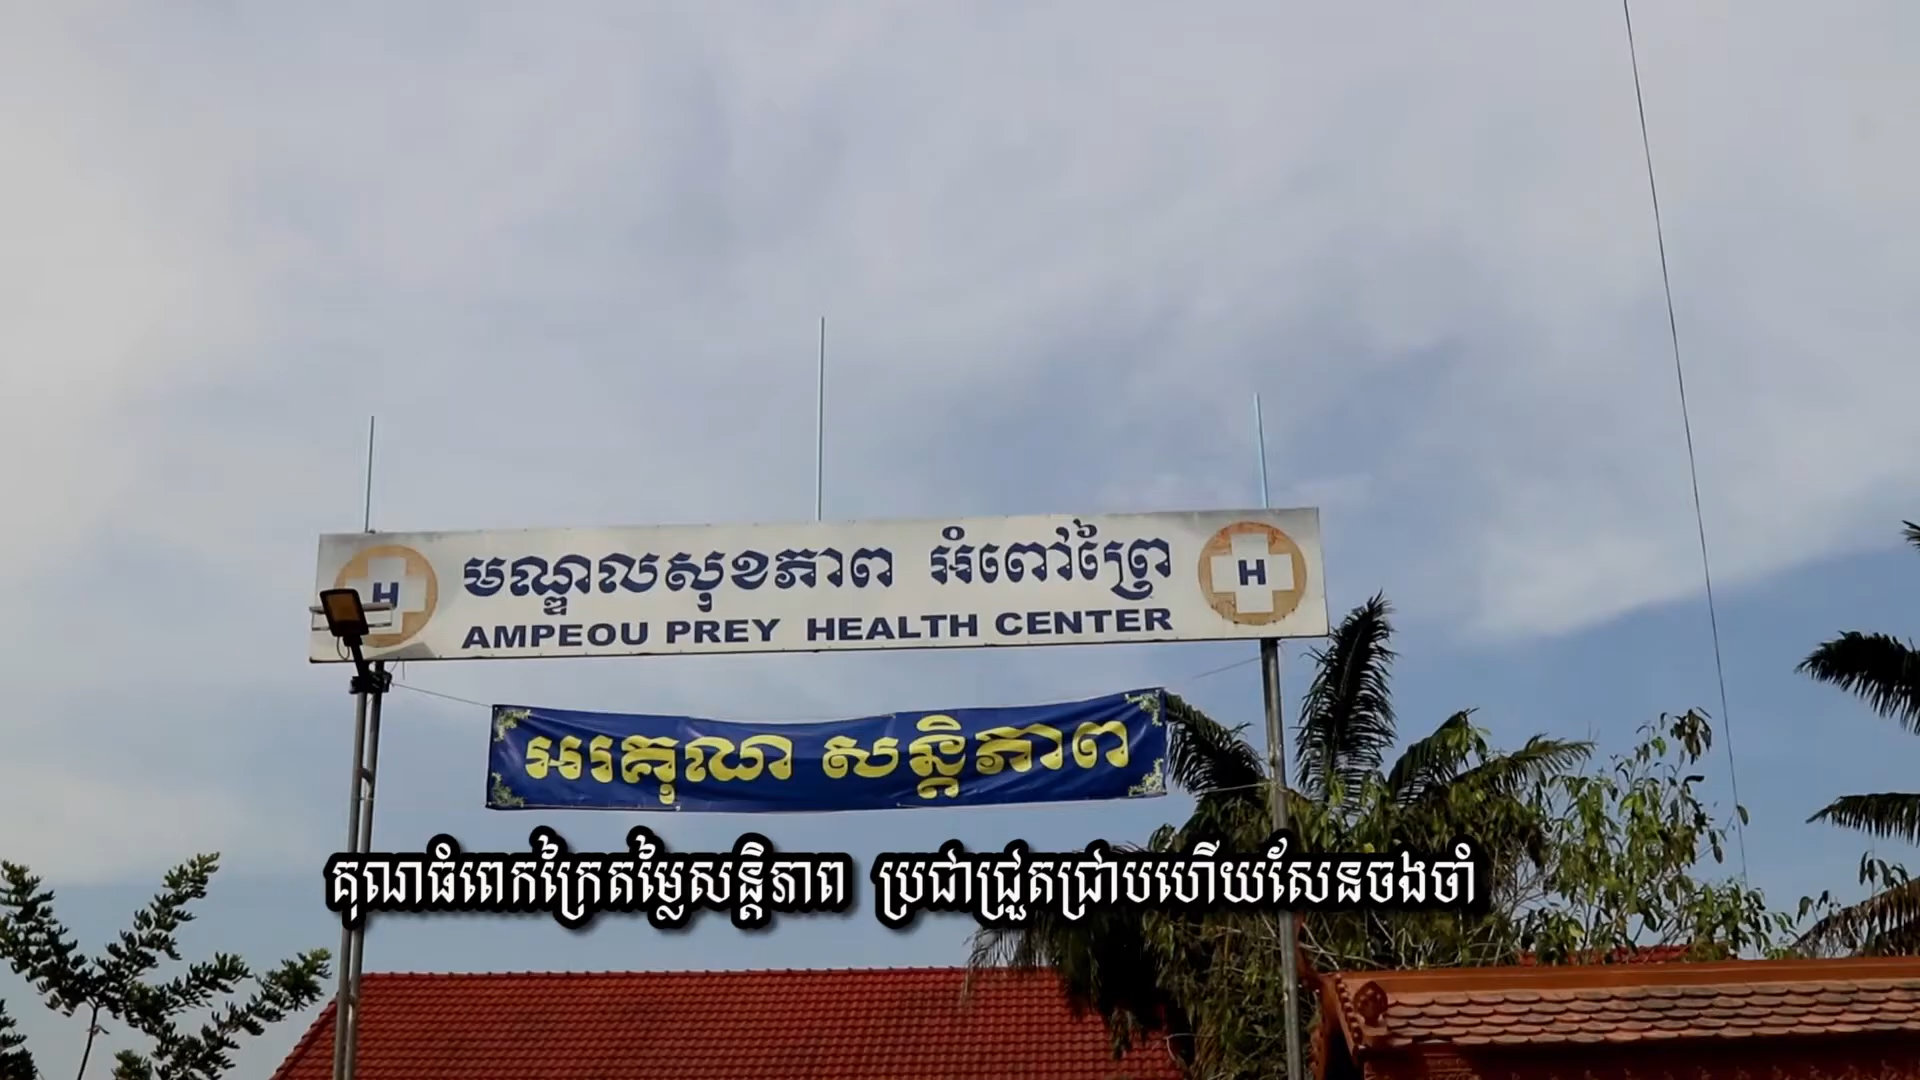 មណ្ឌលសុខភាព អំពៅព្រៃ
H H
AMPEOU PREY HEALTH CENTER
អរគុណ សន្តិភាព
គុណធំពេកក្រៃតម្លៃសន្តិភាព ប្រជាជ្រួតជ្រាបហើយសែនចងចាំ